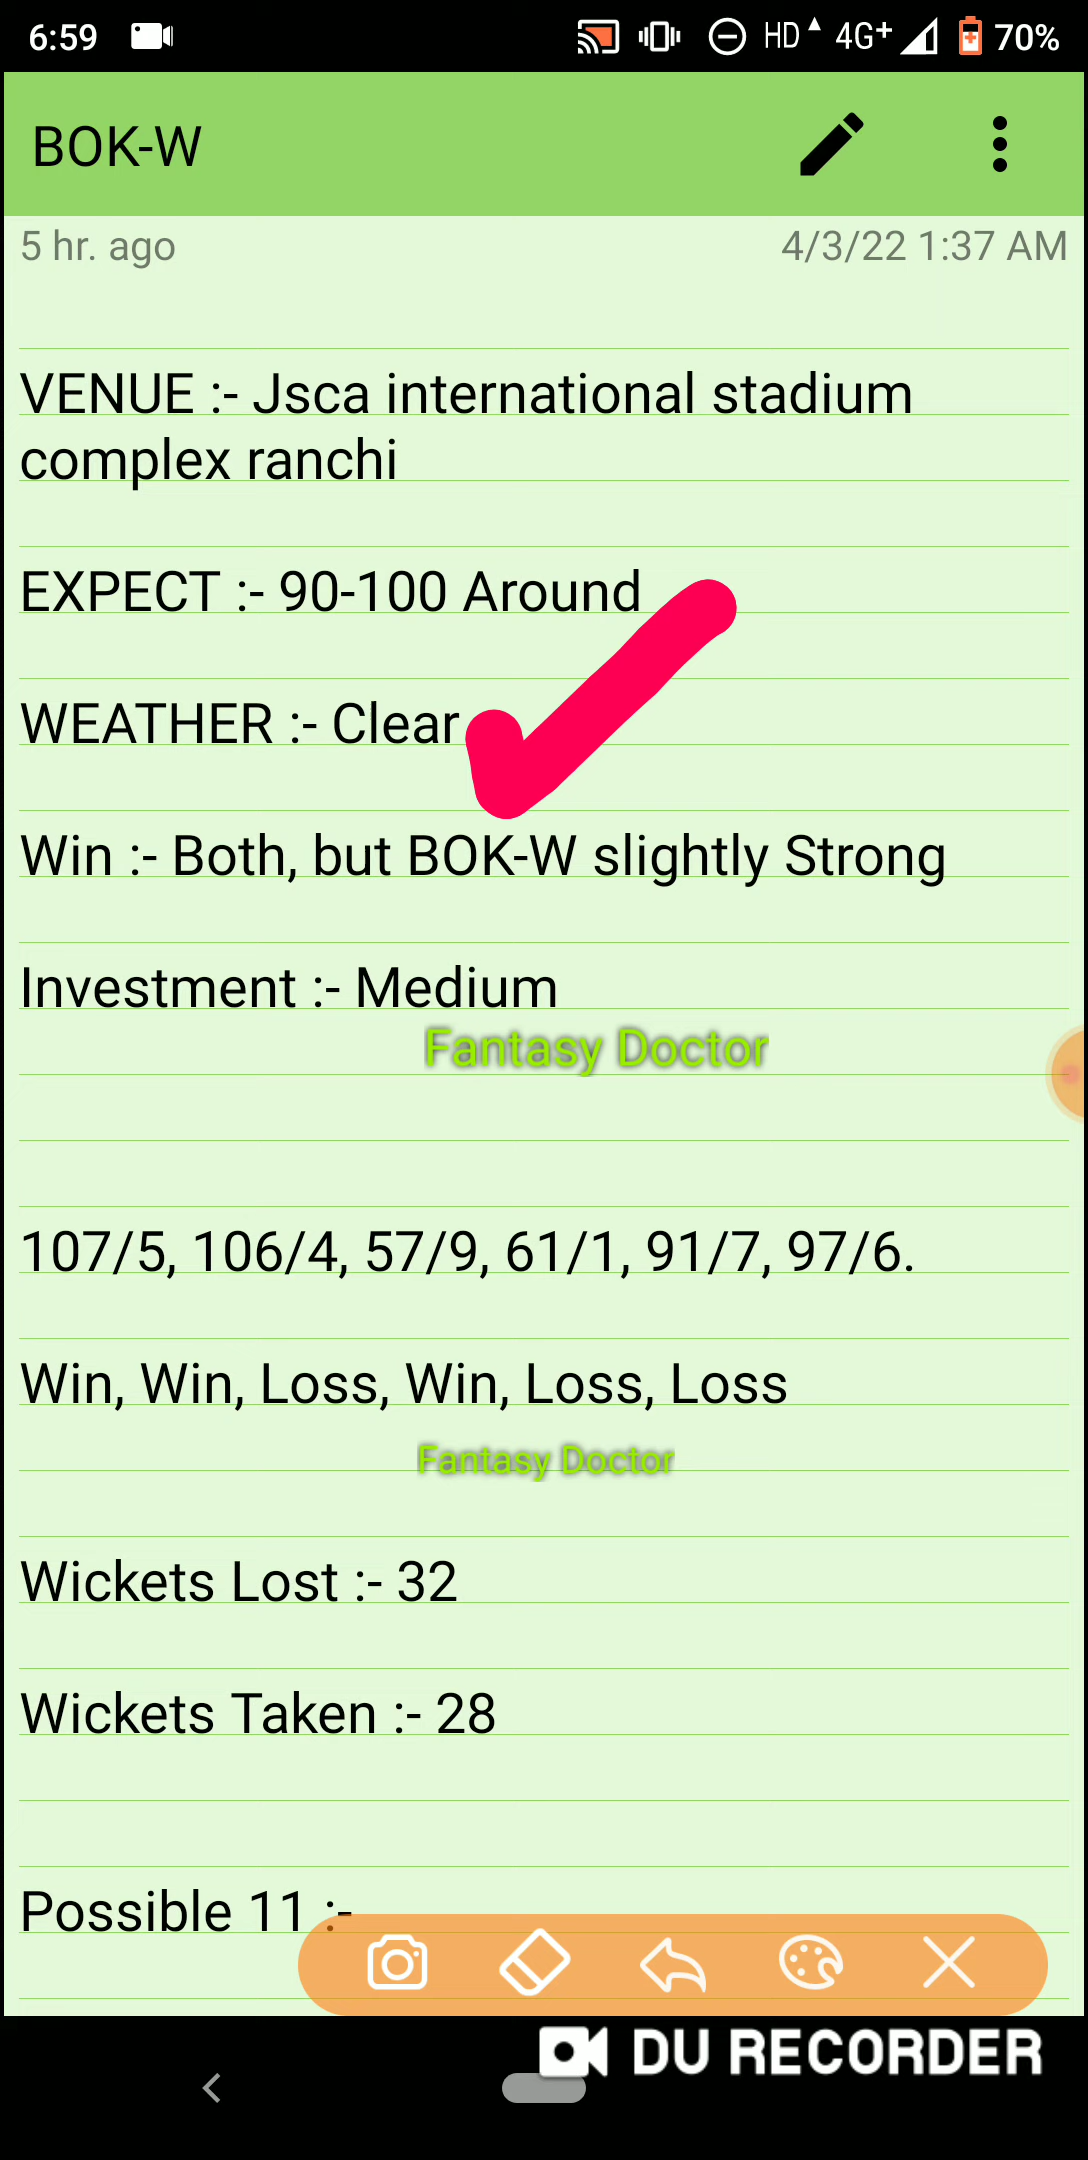 6:59 HD 4G+ 70%
BOK-W
5 hr. ago 4/3/22 1:37 AM
VENUE :- Jsca international stadium
complex ranchi
EXPECT :- 90-100 Around
WEATHER :- Clear
Win :- Both, but BOK-W slightly Strong
Investment :- Medium
Fantasy Doctor
107/5, 106/4, 57/9, 61/1, 91/7, 97/6.
Win, Win, Loss, Win, Loss, Loss
Fantasy Doctor
Wickets Lost :- 32
Wickets Taken :- 28
Possible 11 :-
DU RECORDER